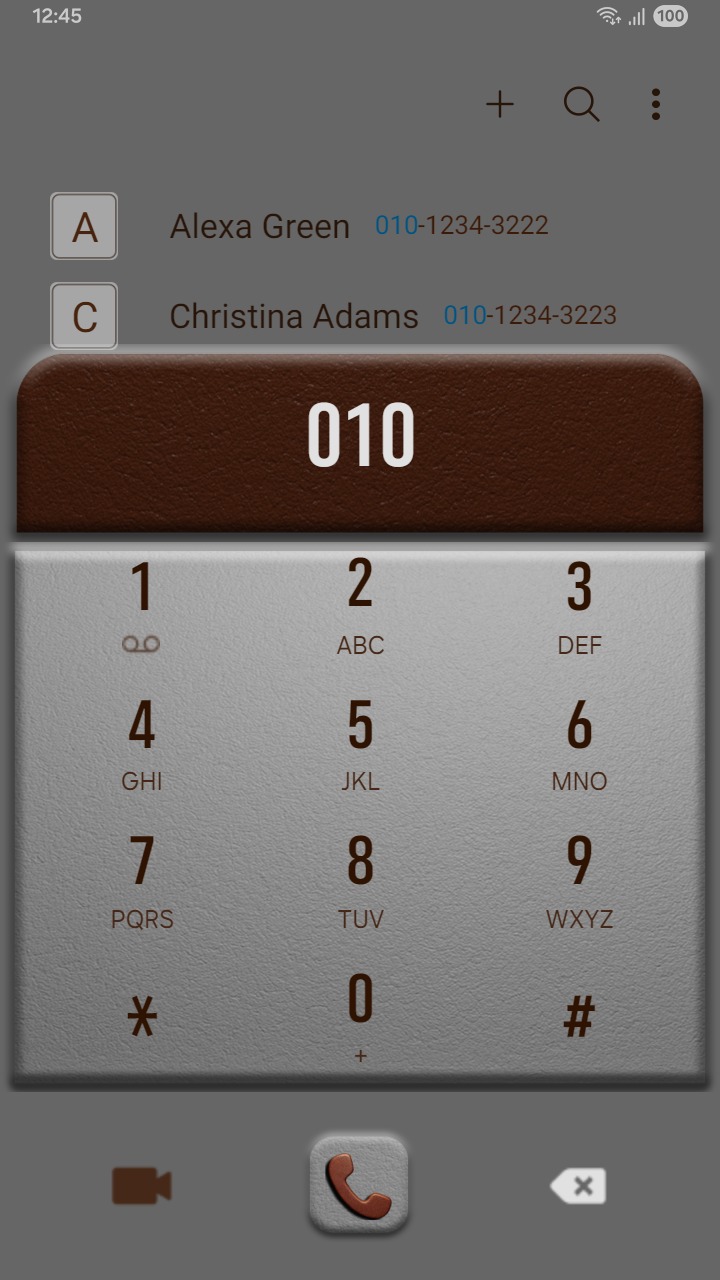 12:45 100
A Alexa Green 010-1234-3222
C Christina Adams 010-1234-3223
010
1 2 3
ABC DEF
4 5 6
GHI JKL MNO
7 8 9
PQRS TUV WXYZ
* 0 #
+